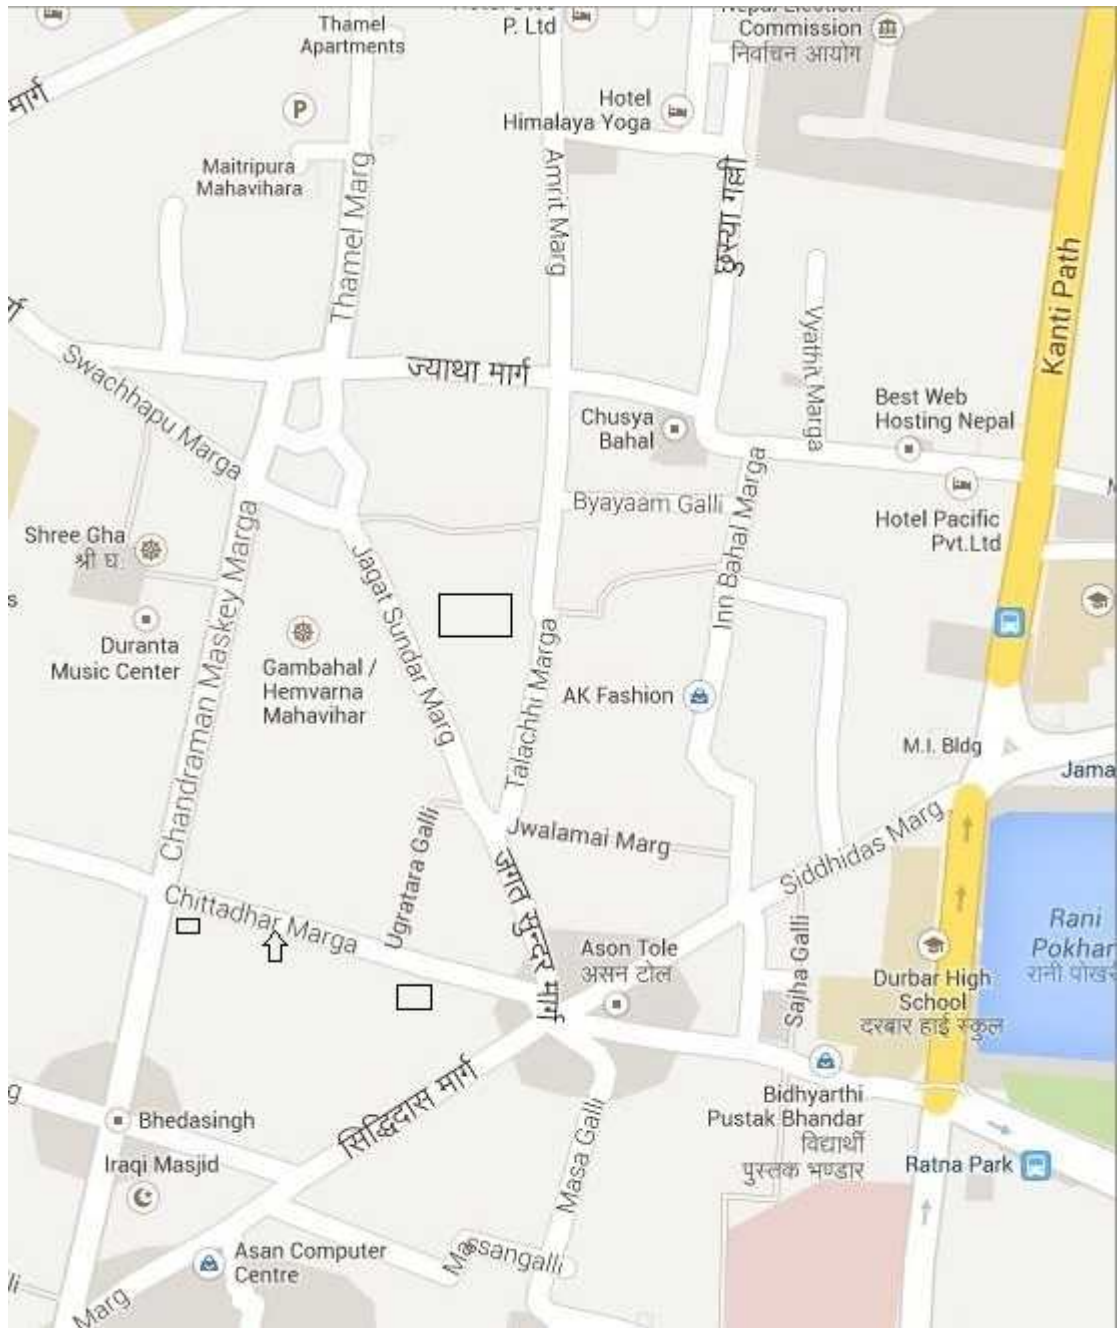 Thamel
Apartments
P. Ltd
Commission
निर्वाचन आयोग
मार्ग
P
Hotel
Himalaya Yoga
Maitripura
Mahavihara
Thamel Marg
Amrit Marg
छुस्या गल्ली
Kanti Path
Swachhapu Marga
ज्याथा मार्ग
Vyathit Marga
Chusya
Bahal
Best Web
Hosting Nepal
Byayaam Galli
Inn Bahal Marga
Hotel Pacific
Pvt.Ltd
Shree Gha
श्री घ
Chandraman Maskey Marga
Jagat Sundar Marg
Duranta
Music Center
Gambahal /
Hemvarna
Mahavihar
Talachhi Marga
AK Fashion
M.I. Bldg
Jama
Ugratara Galli
Jwalamai Marg
Siddhidas Marg
जगत सुन्दर मार्ग
Chittadhar Marga
Ason Tole
असन टोल
Sajha Galli
Durbar High
School
दरबार हाई स्कुल
Rani
Pokhar
रानी पोखर
सिद्धिदास मार्ग
Bhedasingh
Iraqi Masjid
Masa Galli
Bidhyarthi
Pustak Bhandar
विद्यार्थी
पुस्तक भण्डार
Ratna Park
Asan Computer
Centre
Massangalli
Marg